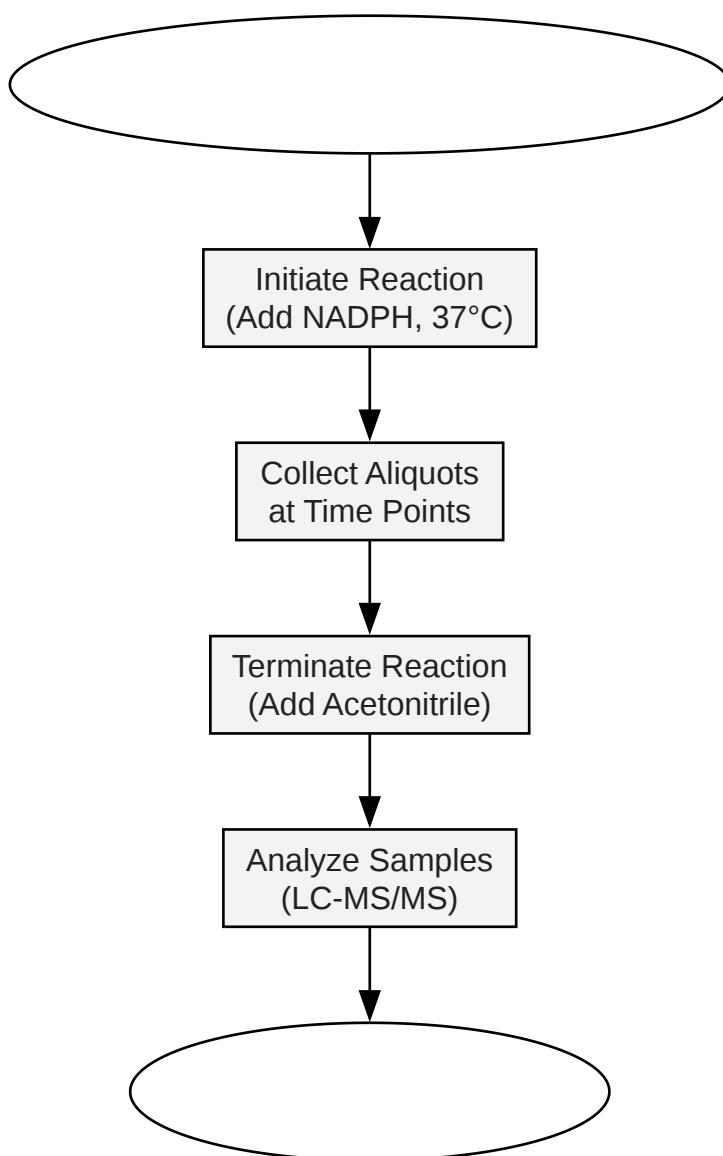 Initiate Reaction
(Add NADPH, 37°C)
Collect Aliquots
at Time Points
Terminate Reaction
(Add Acetonitrile)
Analyze Samples
(LC-MS/MS)